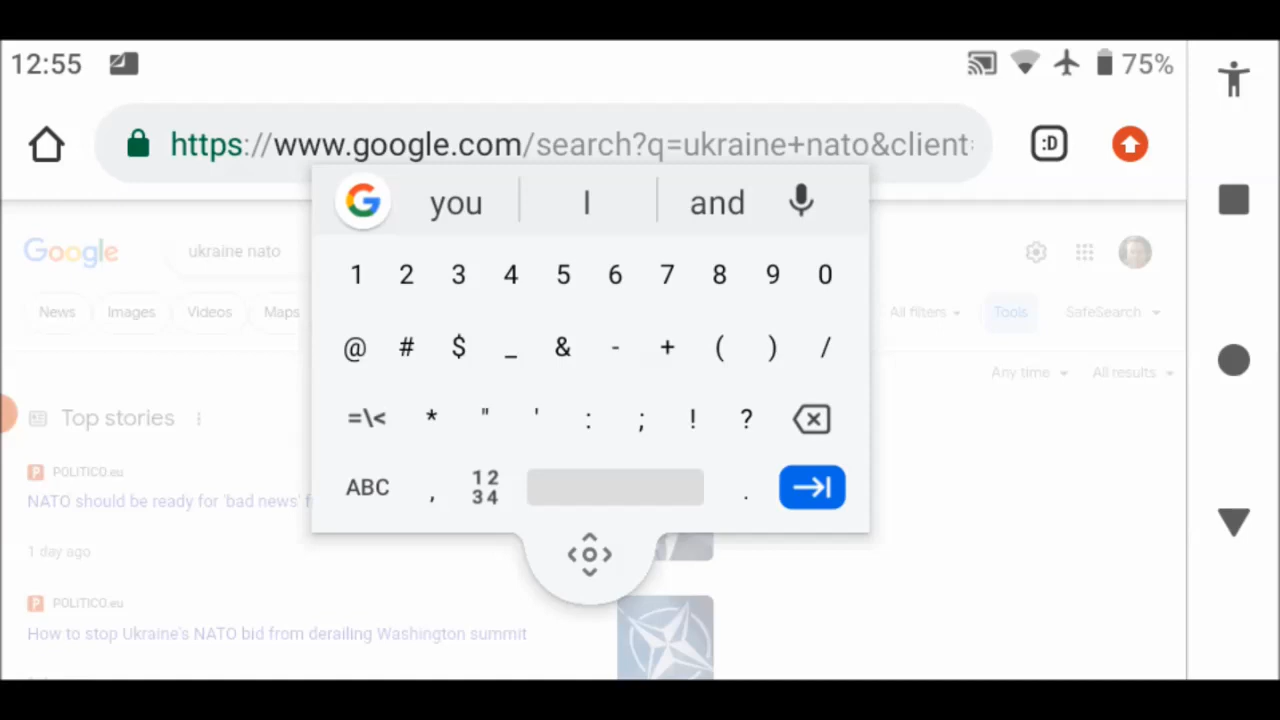 12:55
75%
https://www.google.com/search?q=ukraine+nato&client=
:D
you I and
Google
ukraine nato
1 2 3 4 5 6 7 8 9 0
News Images Videos Maps
All filters Tools SafeSearch
@ # $ _ & - + ( ) /
Any time All results
=\< * " ' : ; ! ?
Top stories
POLITICO.eu
ABC , 12 34 .
NATO should be ready for 'bad news' f
1 day ago
POLITICO.eu
How to stop Ukraine's NATO bid from derailing Washington summit